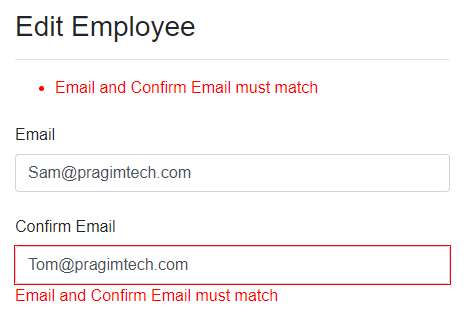 Edit Employee
• Email and Confirm Email must match
Email
Sam@pragimtech.com
Confirm Email
Tom@pragimtech.com
Email and Confirm Email must match